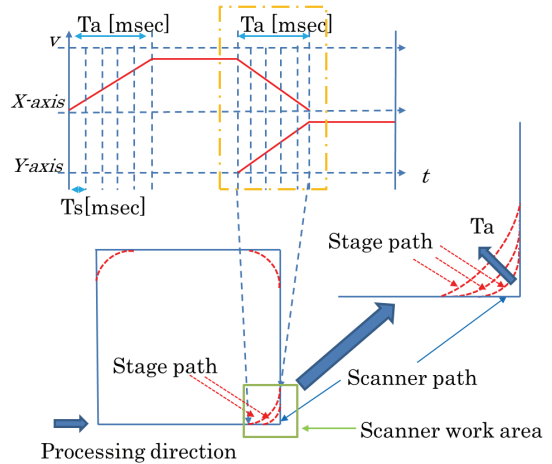 Ta [msec]
Ta [msec]
v
X-axis
Y-axis
t
Ts[msec]
Ta
Stage path
Stage path
Scanner path
Scanner work area
Processing direction